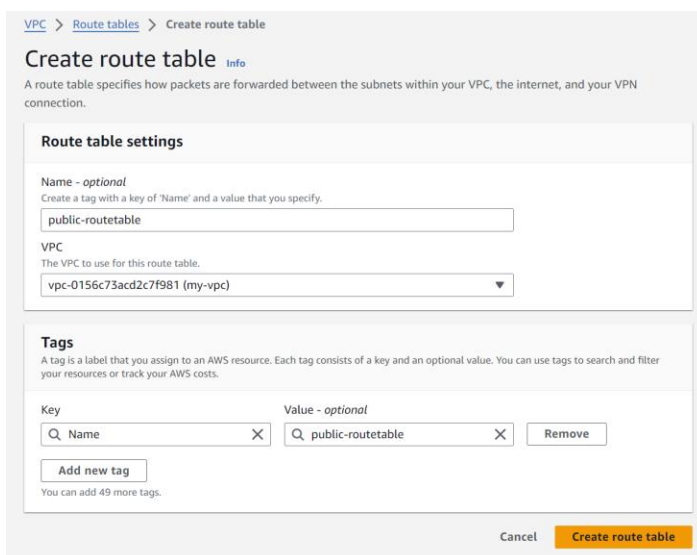 VPC > Route tables > Create route table
Create route table Info
A route table specifies how packets are forwarded between the subnets within your VPC, the internet, and your VPN
connection.
Route table settings
Name - optional
Create a tag with a key of 'Name' and a value that you specify.
public-routetable
VPC
The VPC to use for this route table.
vpc-0156c73acd2c7f981 (my-vpc)
Tags
A tag is a label that you assign to an AWS resource. Each tag consists of a key and an optional value. You can use tags to search and filter
your resources or track your AWS costs.
Key Value - optional
Name public-routetable Remove
Add new tag
You can add 49 more tags.
Cancel Create route table